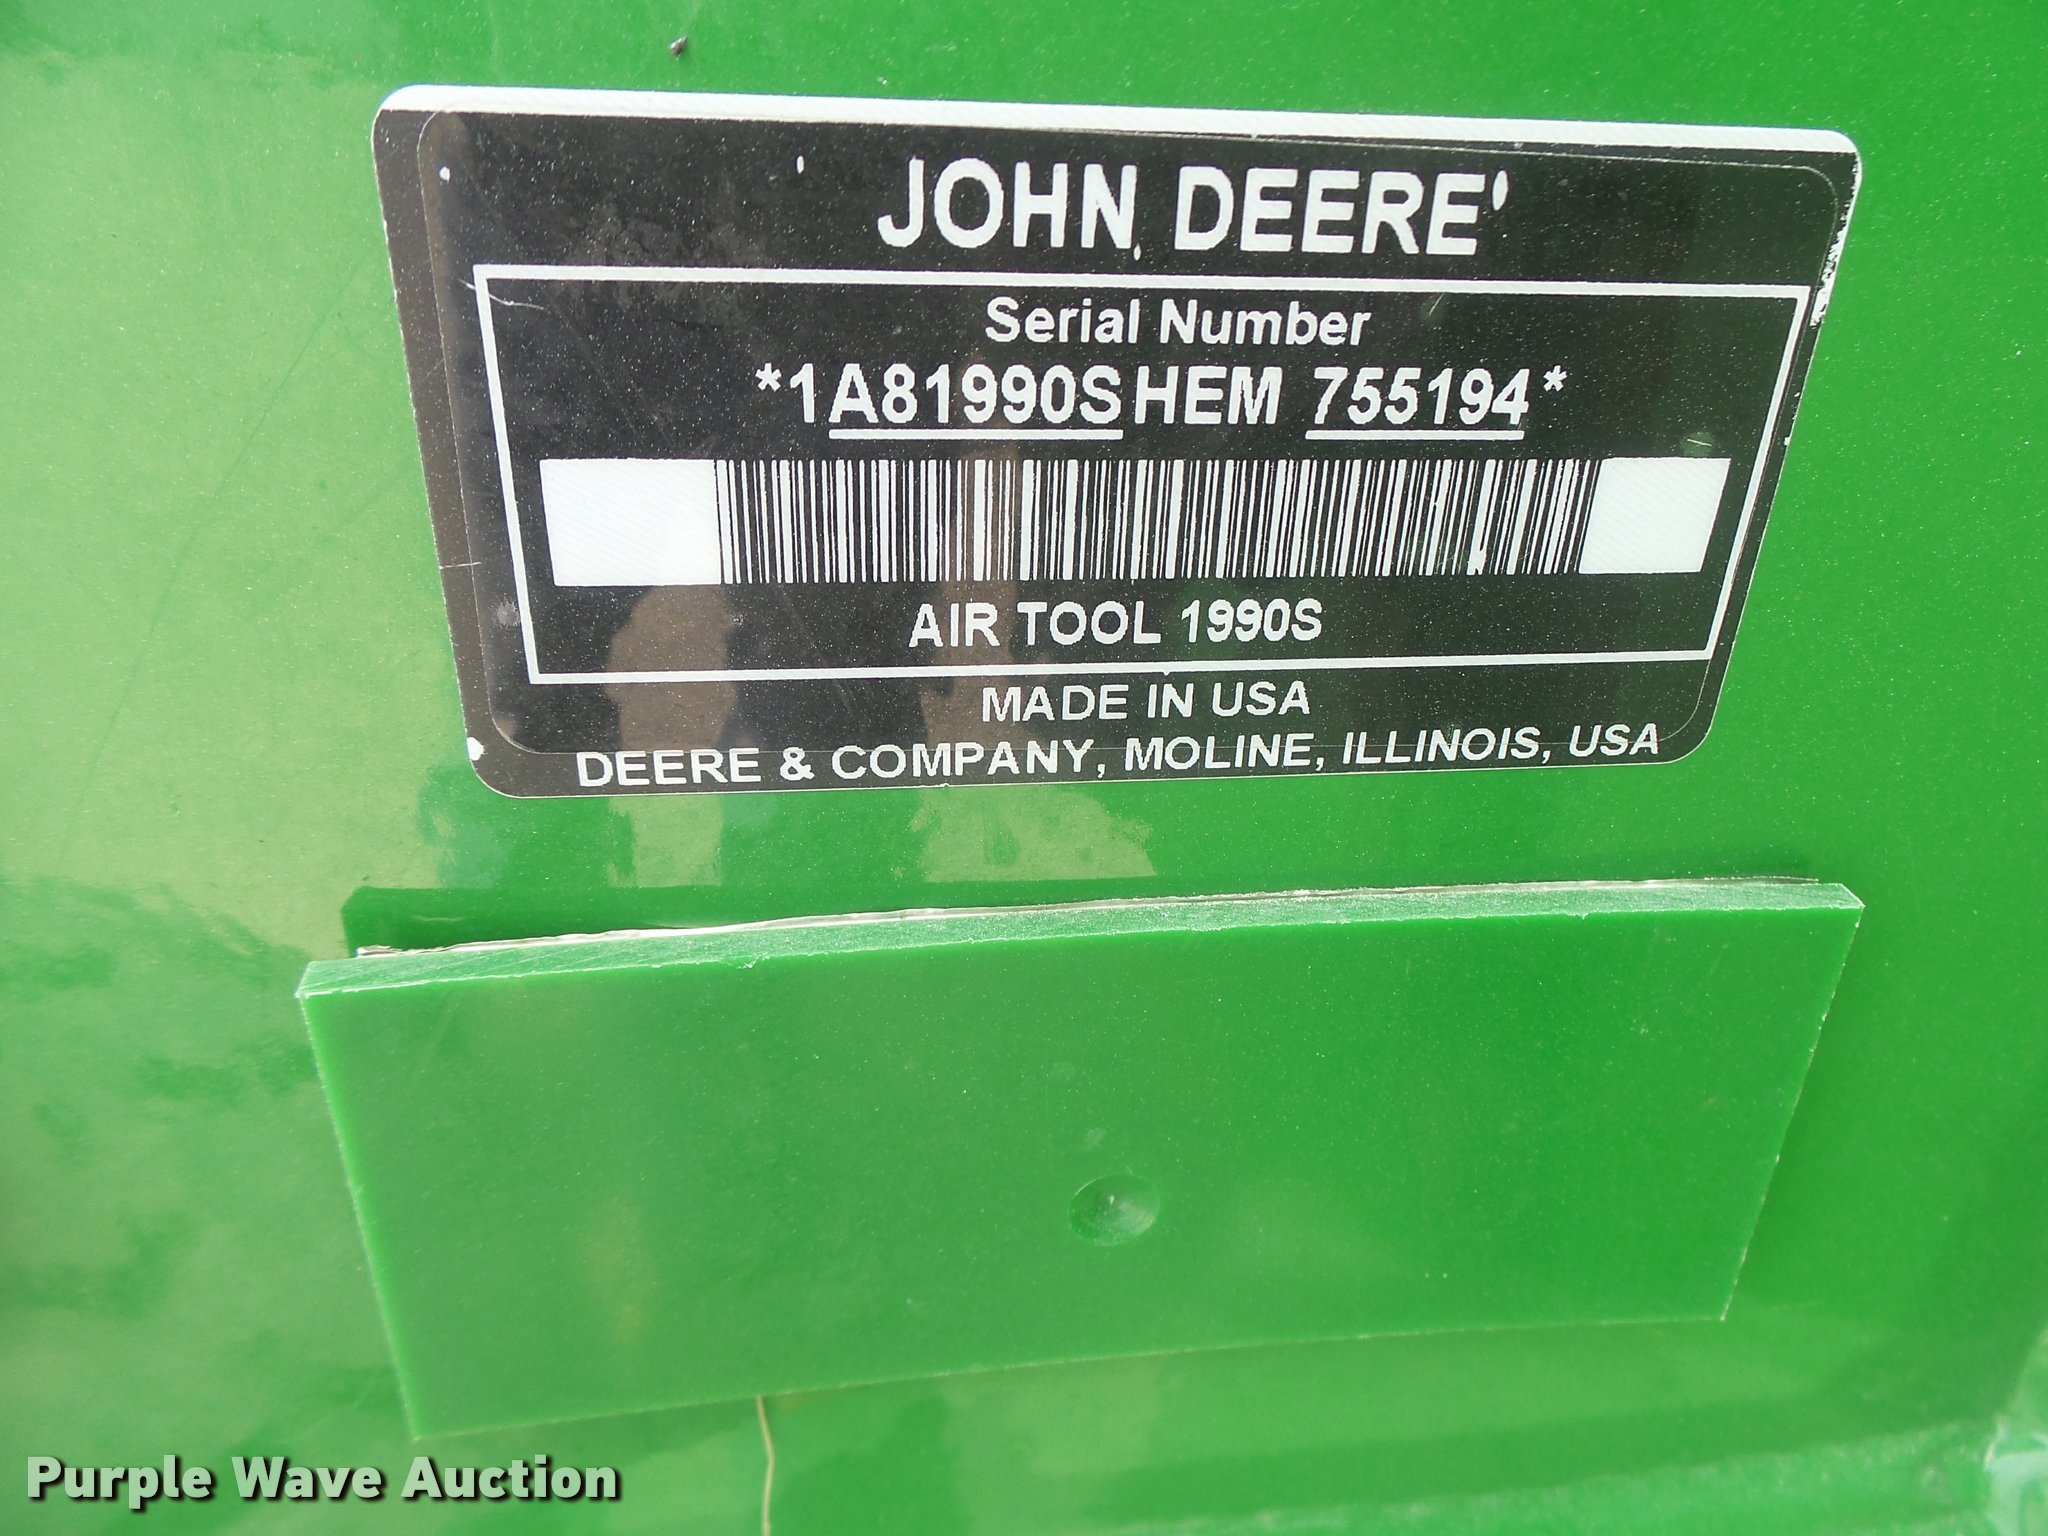 JOHN DEERE
Serial Number
*1A81990SHEM 755194*
AIR TOOL 1990S
MADE IN USA
DEERE & COMPANY, MOLINE, ILLINOIS, USA
Purple Wave Auction